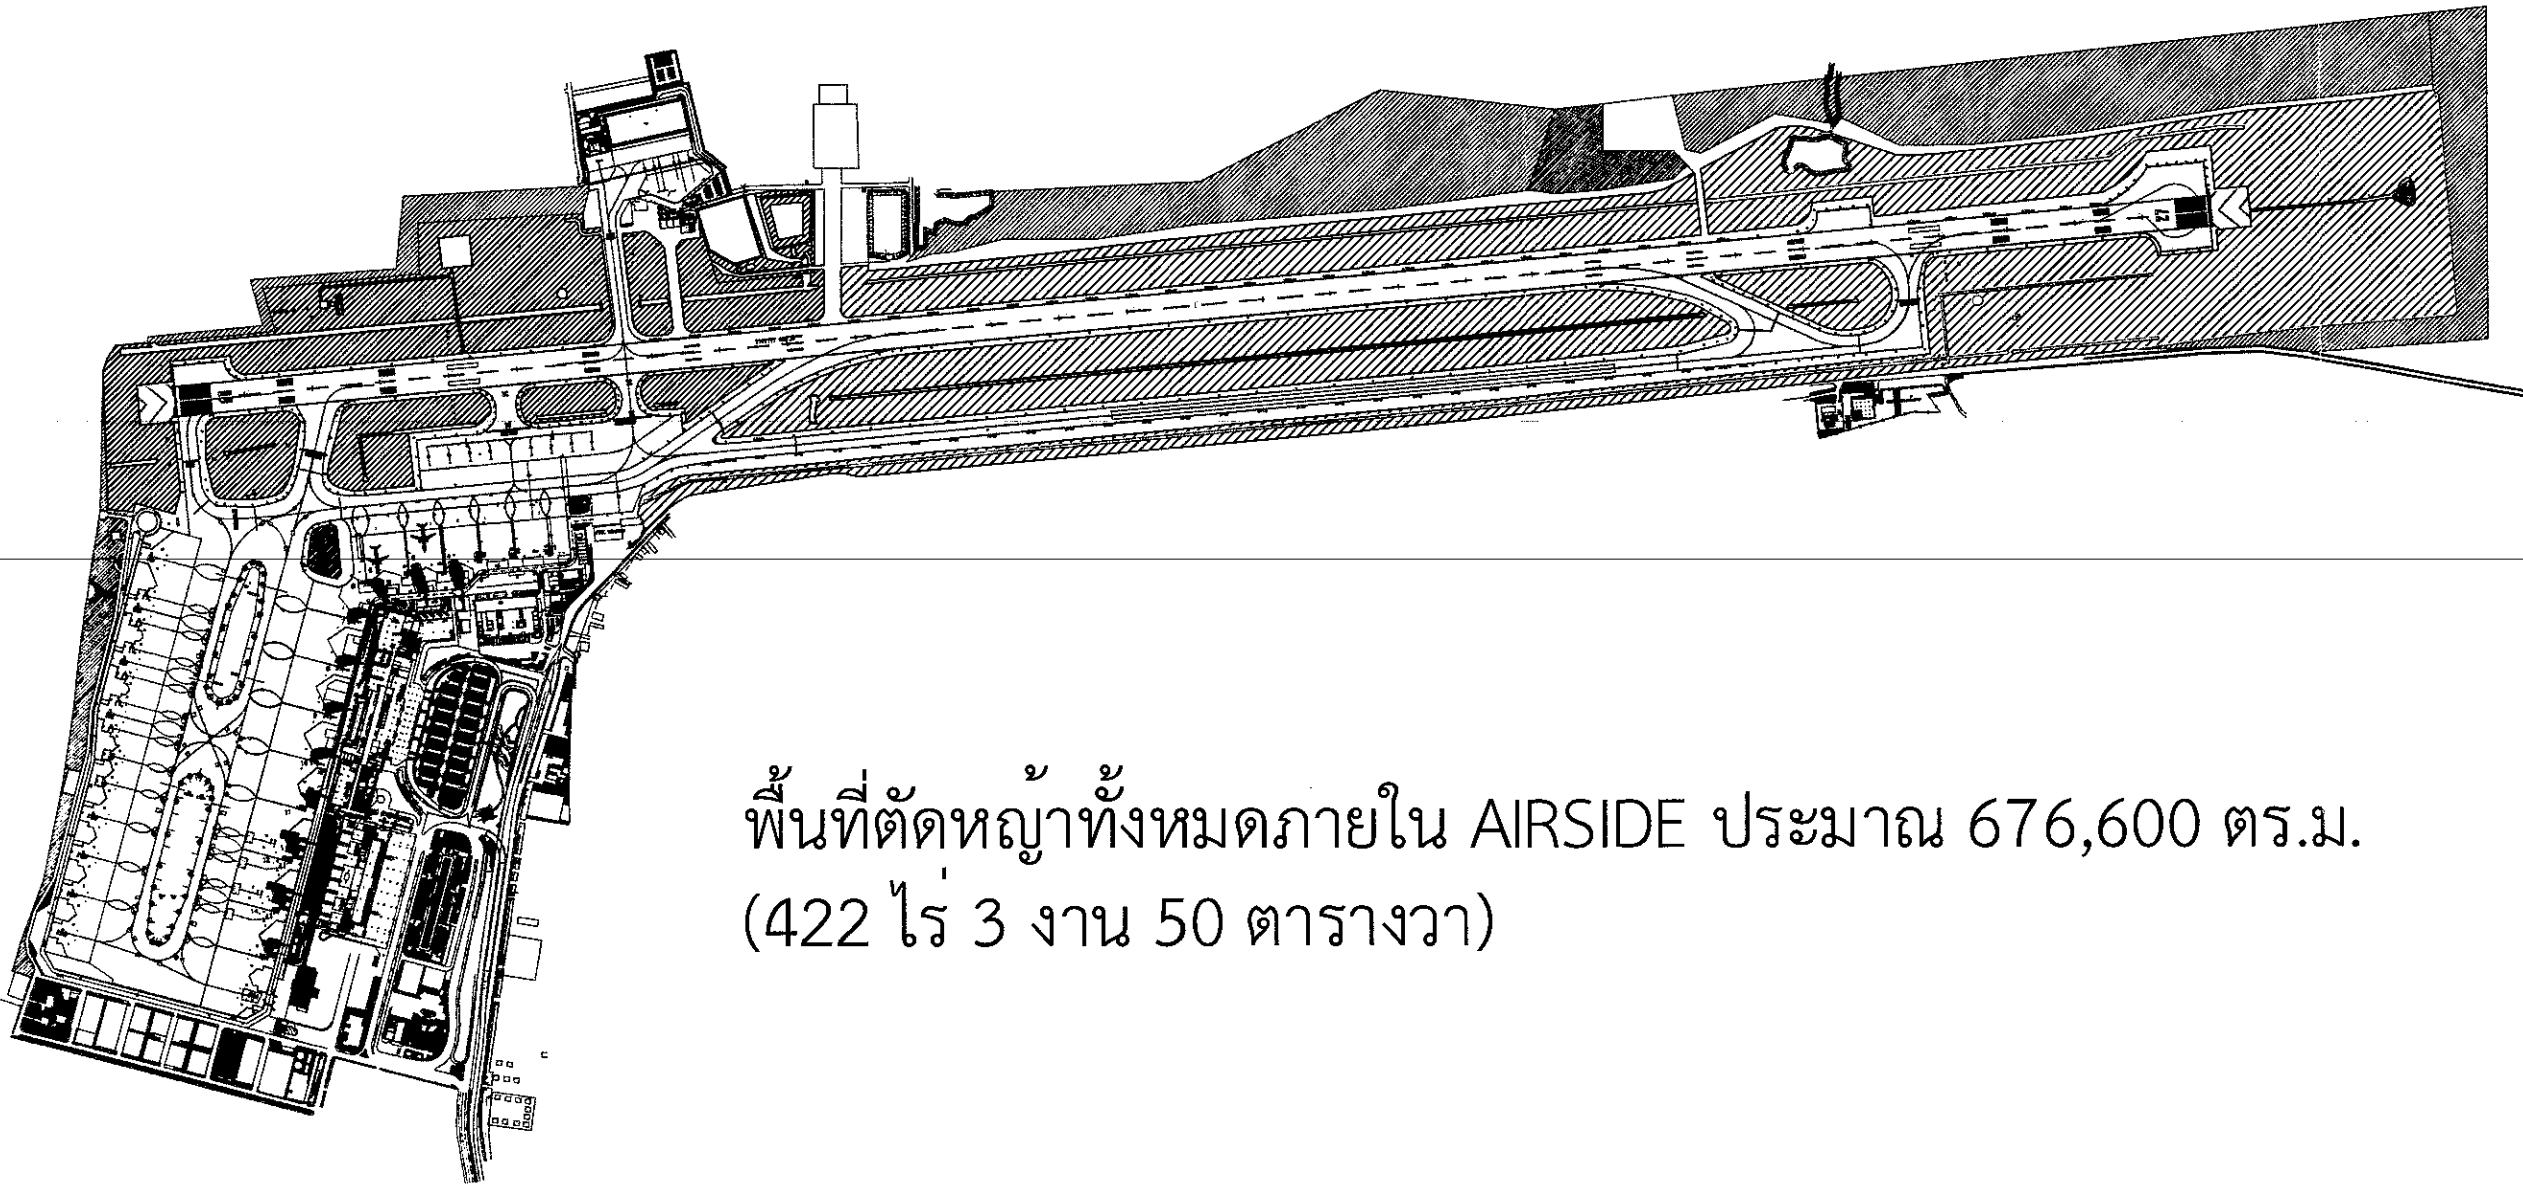 พื้นที่ตัดหญ้าทั้งหมดภายใน AIRSIDE ประมาณ 676,600 ตร.ม.
(422 ไร่ 3 งาน 50 ตารางวา)
27